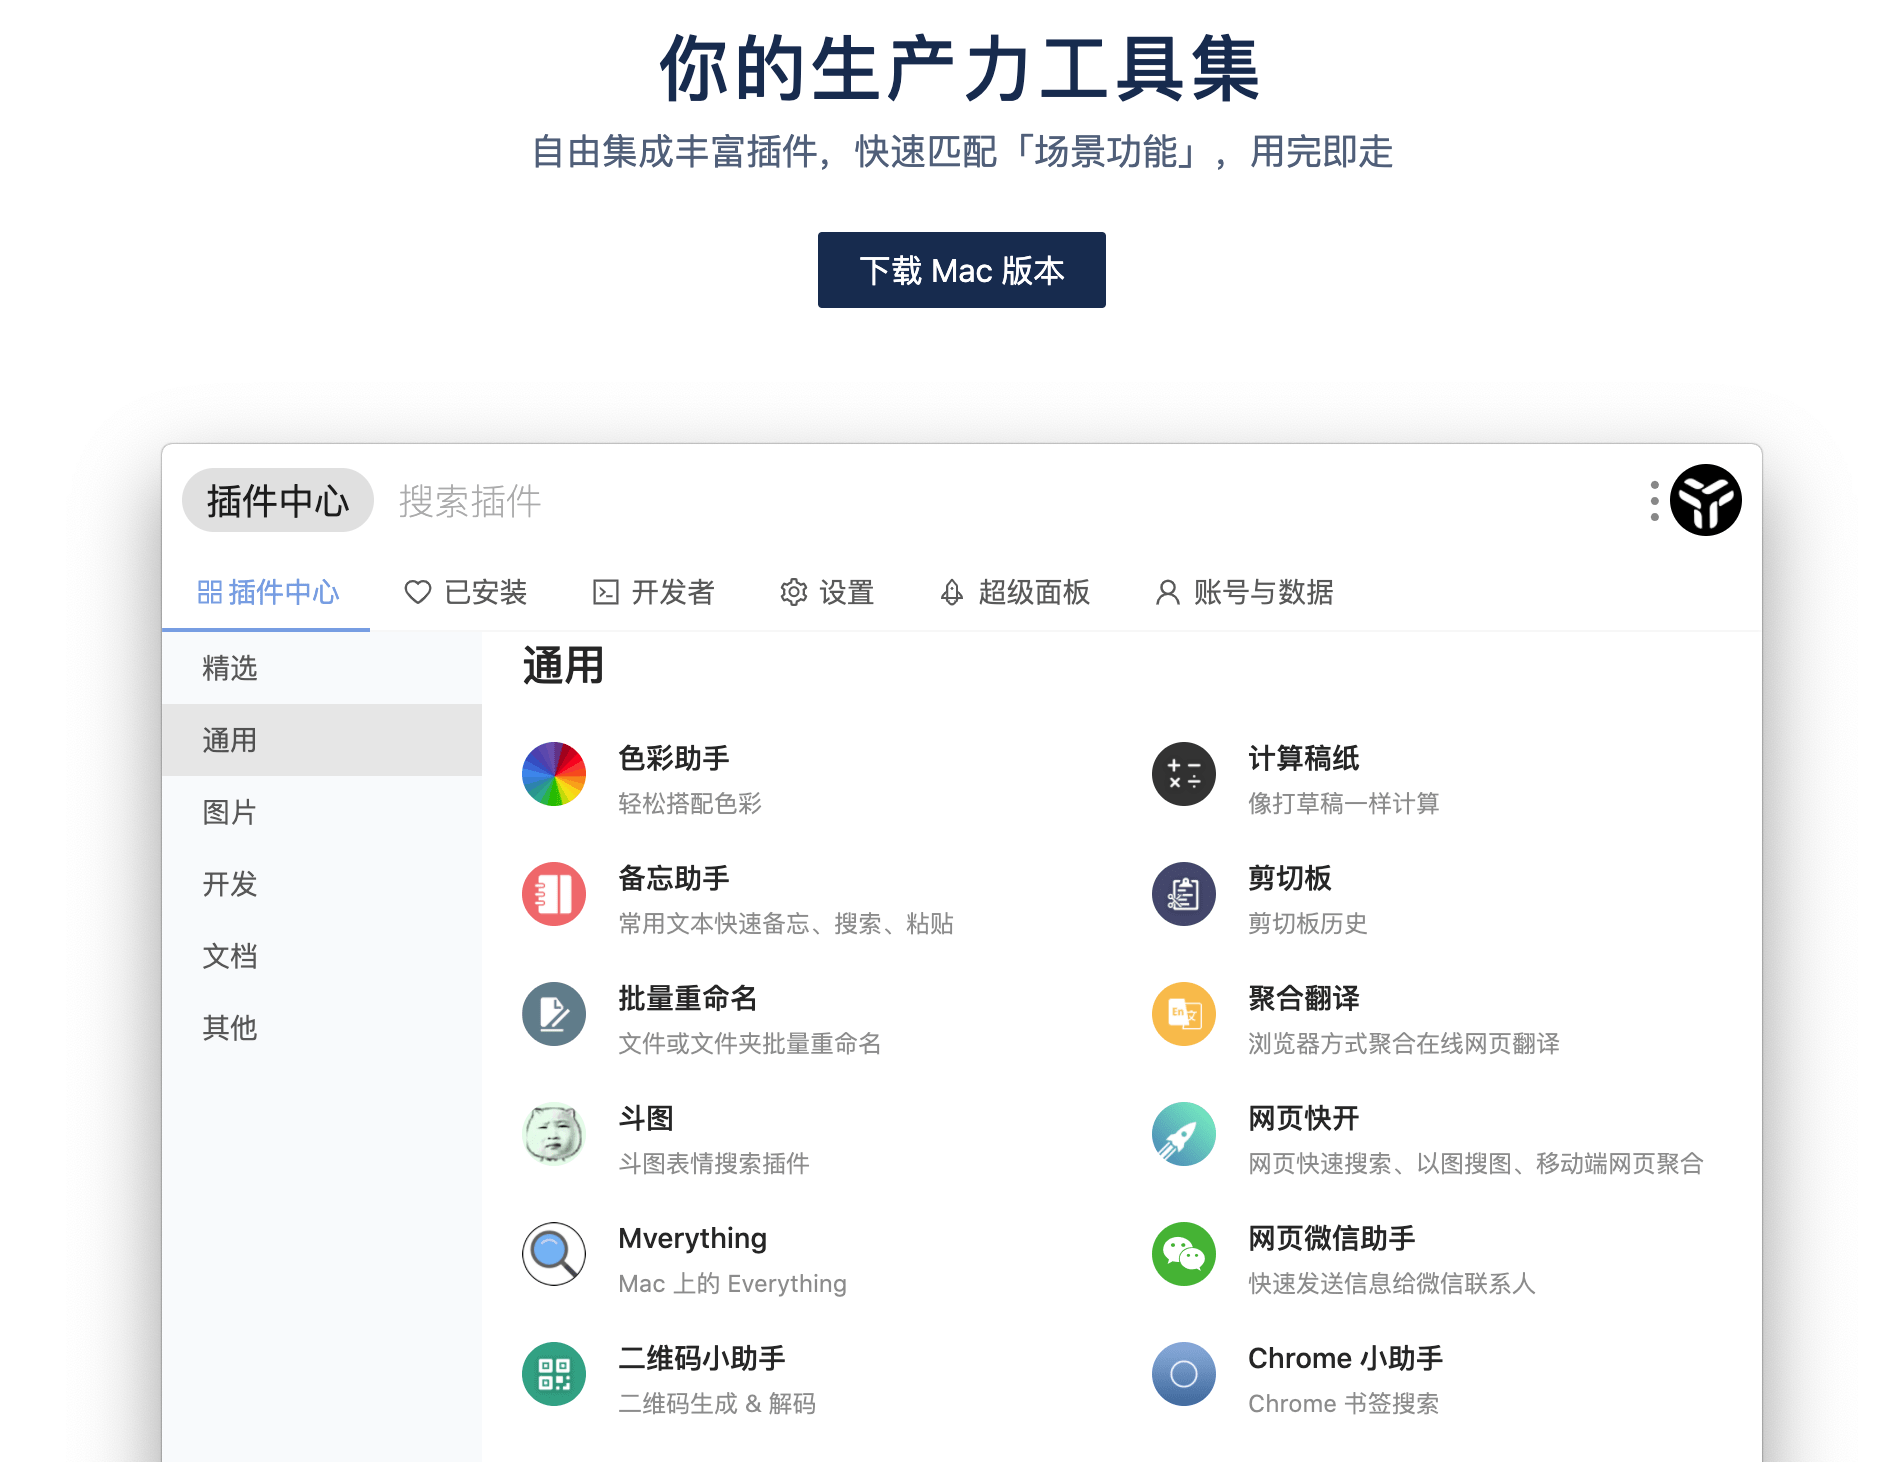 你的生产力工具集
自由集成丰富插件，快速匹配「场景功能」，用完即走
下载 Mac 版本
插件中心 搜索插件
插件中心 已安装 开发者 设置 超级面板 账号与数据
精选
通用
图片
开发
文档
其他
通用
色彩助手
轻松搭配色彩
计算稿纸
像打草稿一样计算
备忘助手
常用文本快速备忘、搜索、粘贴
剪切板
剪切板历史
批量重命名
文件或文件夹批量重命名
En 文
聚合翻译
浏览器方式聚合在线网页翻译
斗图
斗图表情搜索插件
网页快开
网页快速搜索、以图搜图、移动端网页聚合
Mverything
Mac 上的 Everything
网页微信助手
快速发送信息给微信联系人
二维码小助手
二维码生成 & 解码
Chrome 小助手
Chrome 书签搜索